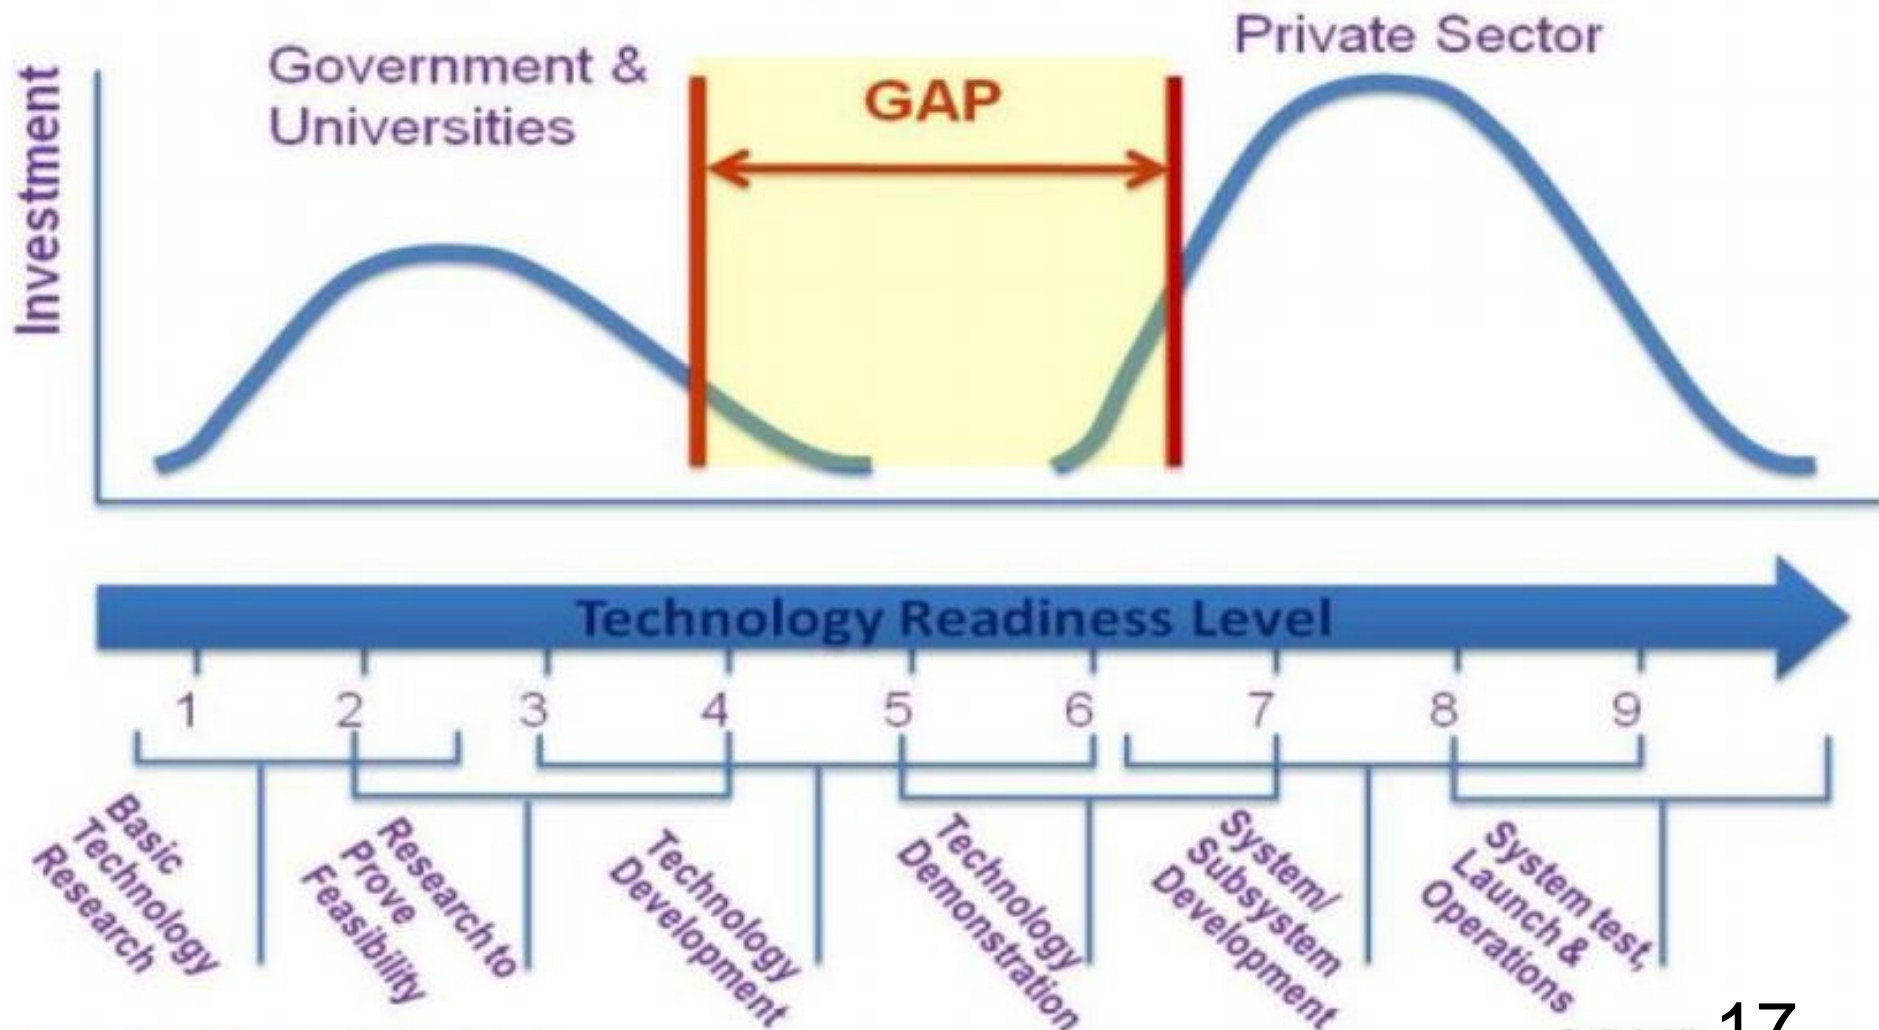 Investment
Government &
Universities
GAP
Private Sector
Technology Readiness Level
1 2 3 4 5 6 7 8 9
Basic
Technology
Research
Research to
Prove
Feasibility
Technology
Development
Technology
Demonstration
System/
Subsystem
Development
System test,
Launch &
Operations
17